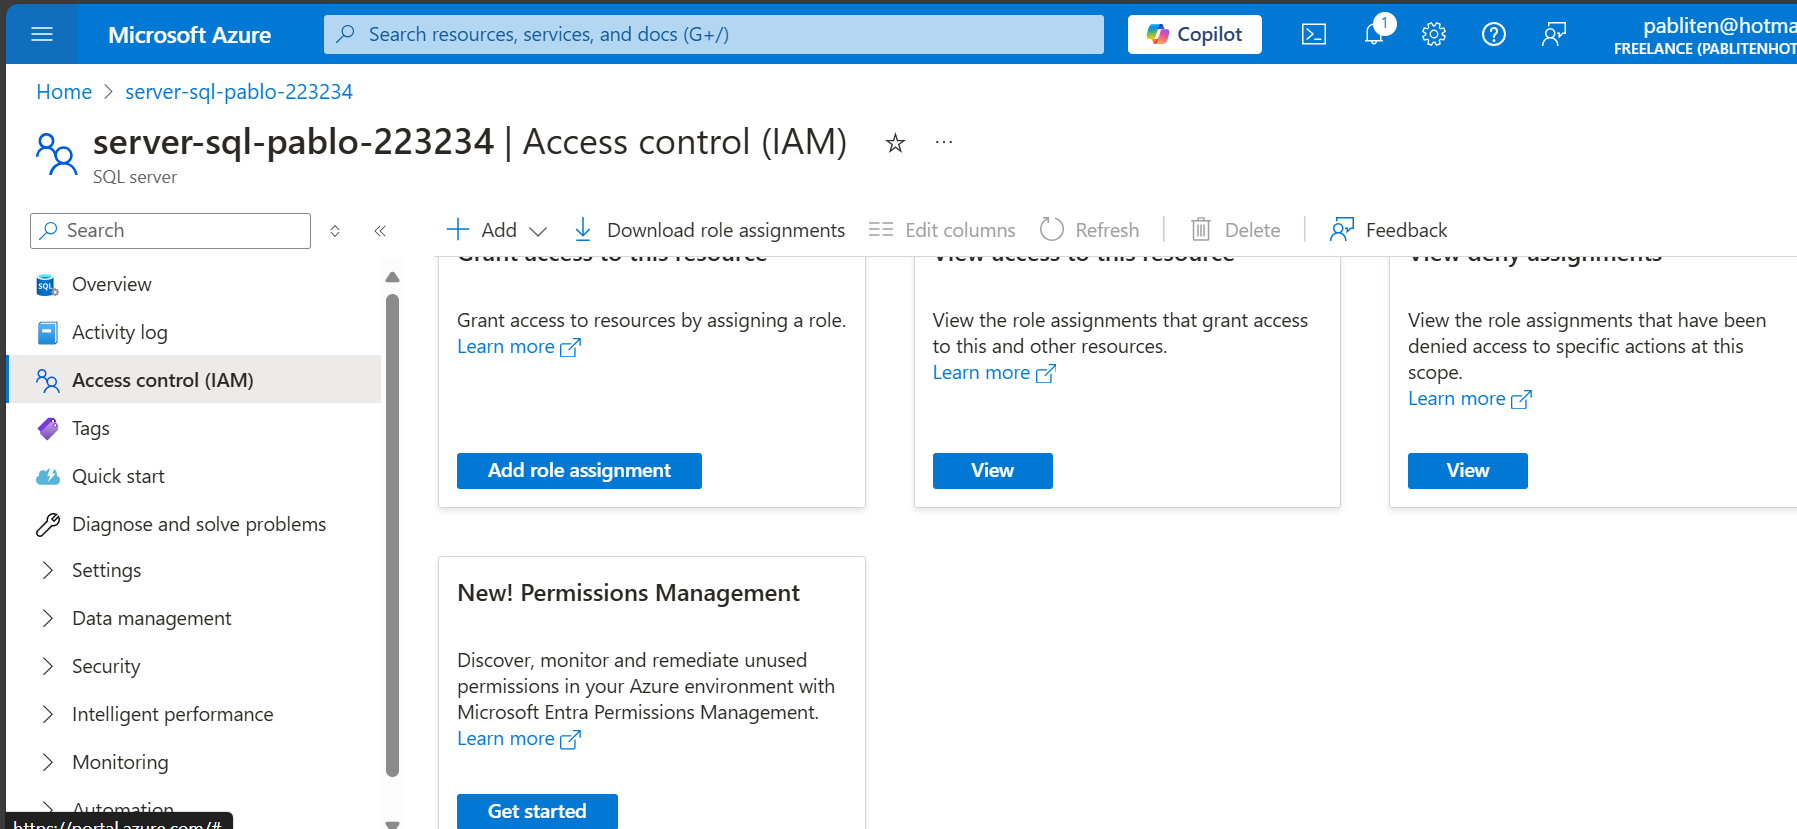 Microsoft Azure
Search resources, services, and docs (G+/)
Copilot
1
pabliten@hotma
FREELANCE (PABLITENHOT
Home > server-sql-pablo-223234
server-sql-pablo-223234 | Access control (IAM)
SQL server
Search
Add
Download role assignments
Edit columns
Refresh
Delete
Feedback
Overview
Activity log
Access control (IAM)
Tags
Quick start
Diagnose and solve problems
Settings
Data management
Security
Intelligent performance
Monitoring
Automation
https://portal.azure.com/#
Grant access to this resource
Grant access to resources by assigning a role.
Learn more
Add role assignment
View access to this resource
View the role assignments that grant access
to this and other resources.
Learn more
View
View deny assignments
View the role assignments that have been
denied access to specific actions at this
scope.
Learn more
View
New! Permissions Management
Discover, monitor and remediate unused
permissions in your Azure environment with
Microsoft Entra Permissions Management.
Learn more
Get started